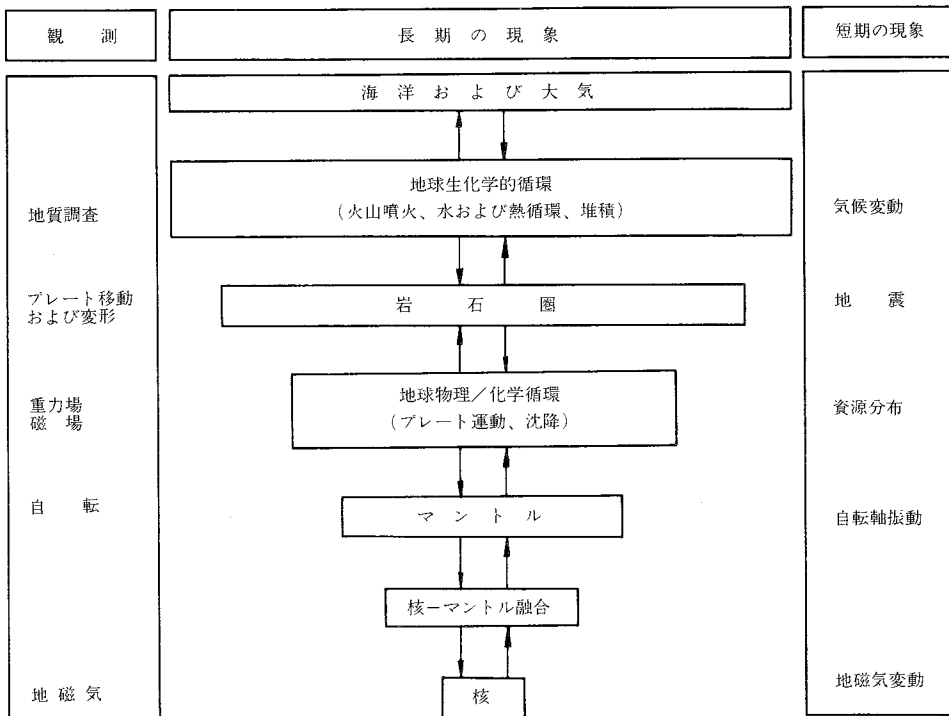 観測
長期の現象
短期の現象
海洋および大気
地球生化学的循環
(火山噴火、水および熱循環、堆積)
地質調査
気候変動
プレート移動
および変形
岩石圏
地震
地球物理/化学循環
(プレート運動、沈降)
重力場
磁場
資源分布
自転
マントル
自転軸振動
核-マントル融合
地磁気
核
地磁気変動